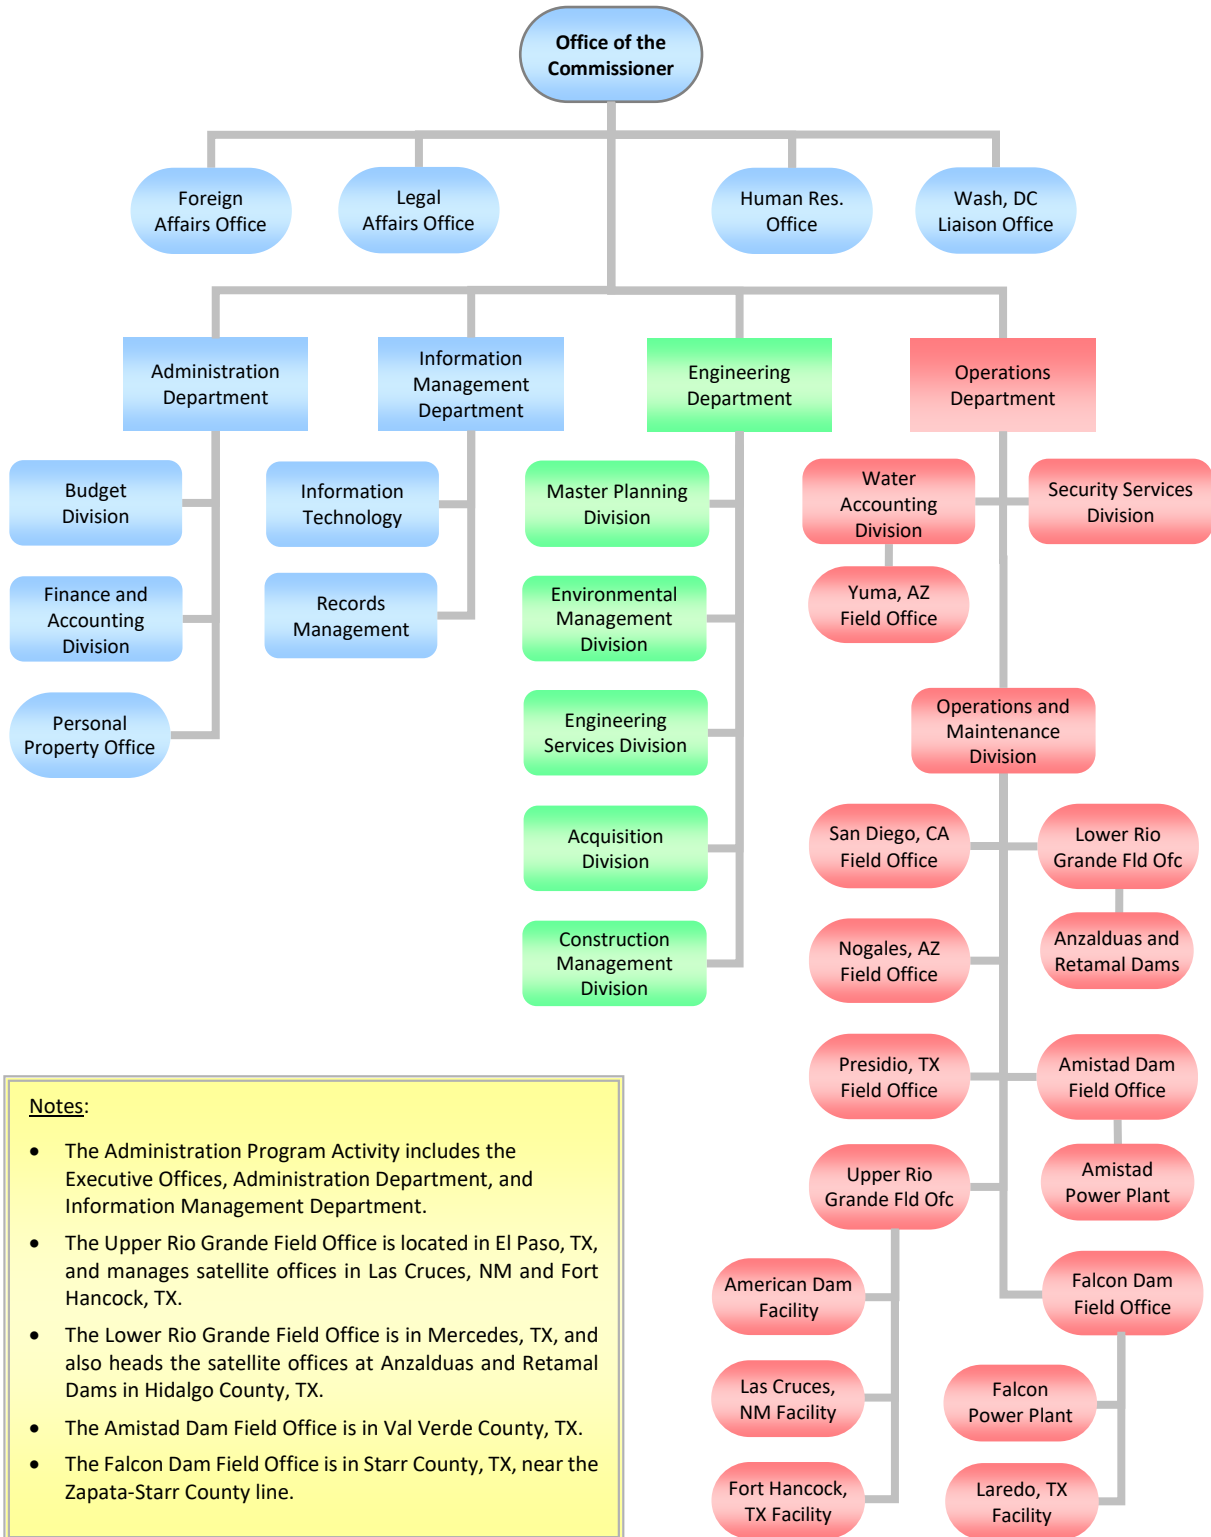 Office of the
Commissioner
Foreign
Affairs Office
Legal
Affairs Office
Human Res.
Office
Wash, DC
Liaison Office
Administration
Department
Information
Management
Department
Engineering
Department
Operations
Department
Budget
Division
Finance and
Accounting
Division
Personal
Property Office
Information
Technology
Records
Management
Master Planning
Division
Environmental
Management
Division
Engineering
Services Division
Acquisition
Division
Construction
Management
Division
Water
Accounting
Division
Security Services
Division
Yuma, AZ
Field Office
Operations and
Maintenance
Division
San Diego, CA
Field Office
Lower Rio
Grande Fld Ofc
Anzalduas and
Retamal Dams
Nogales, AZ
Field Office
Presidio, TX
Field Office
Amistad Dam
Field Office
Amistad
Power Plant
Upper Rio
Grande Fld Ofc
American Dam
Facility
Las Cruces,
NM Facility
Fort Hancock,
TX Facility
Falcon Dam
Field Office
Falcon
Power Plant
Laredo, TX
Facility
Notes:
• The Administration Program Activity includes the
Executive Offices, Administration Department, and
Information Management Department.
• The Upper Rio Grande Field Office is located in El Paso, TX,
and manages satellite offices in Las Cruces, NM and Fort
Hancock, TX.
• The Lower Rio Grande Field Office is in Mercedes, TX, and
also heads the satellite offices at Anzalduas and Retamal
Dams in Hidalgo County, TX.
• The Amistad Dam Field Office is in Val Verde County, TX.
• The Falcon Dam Field Office is in Starr County, TX, near the
Zapata-Starr County line.